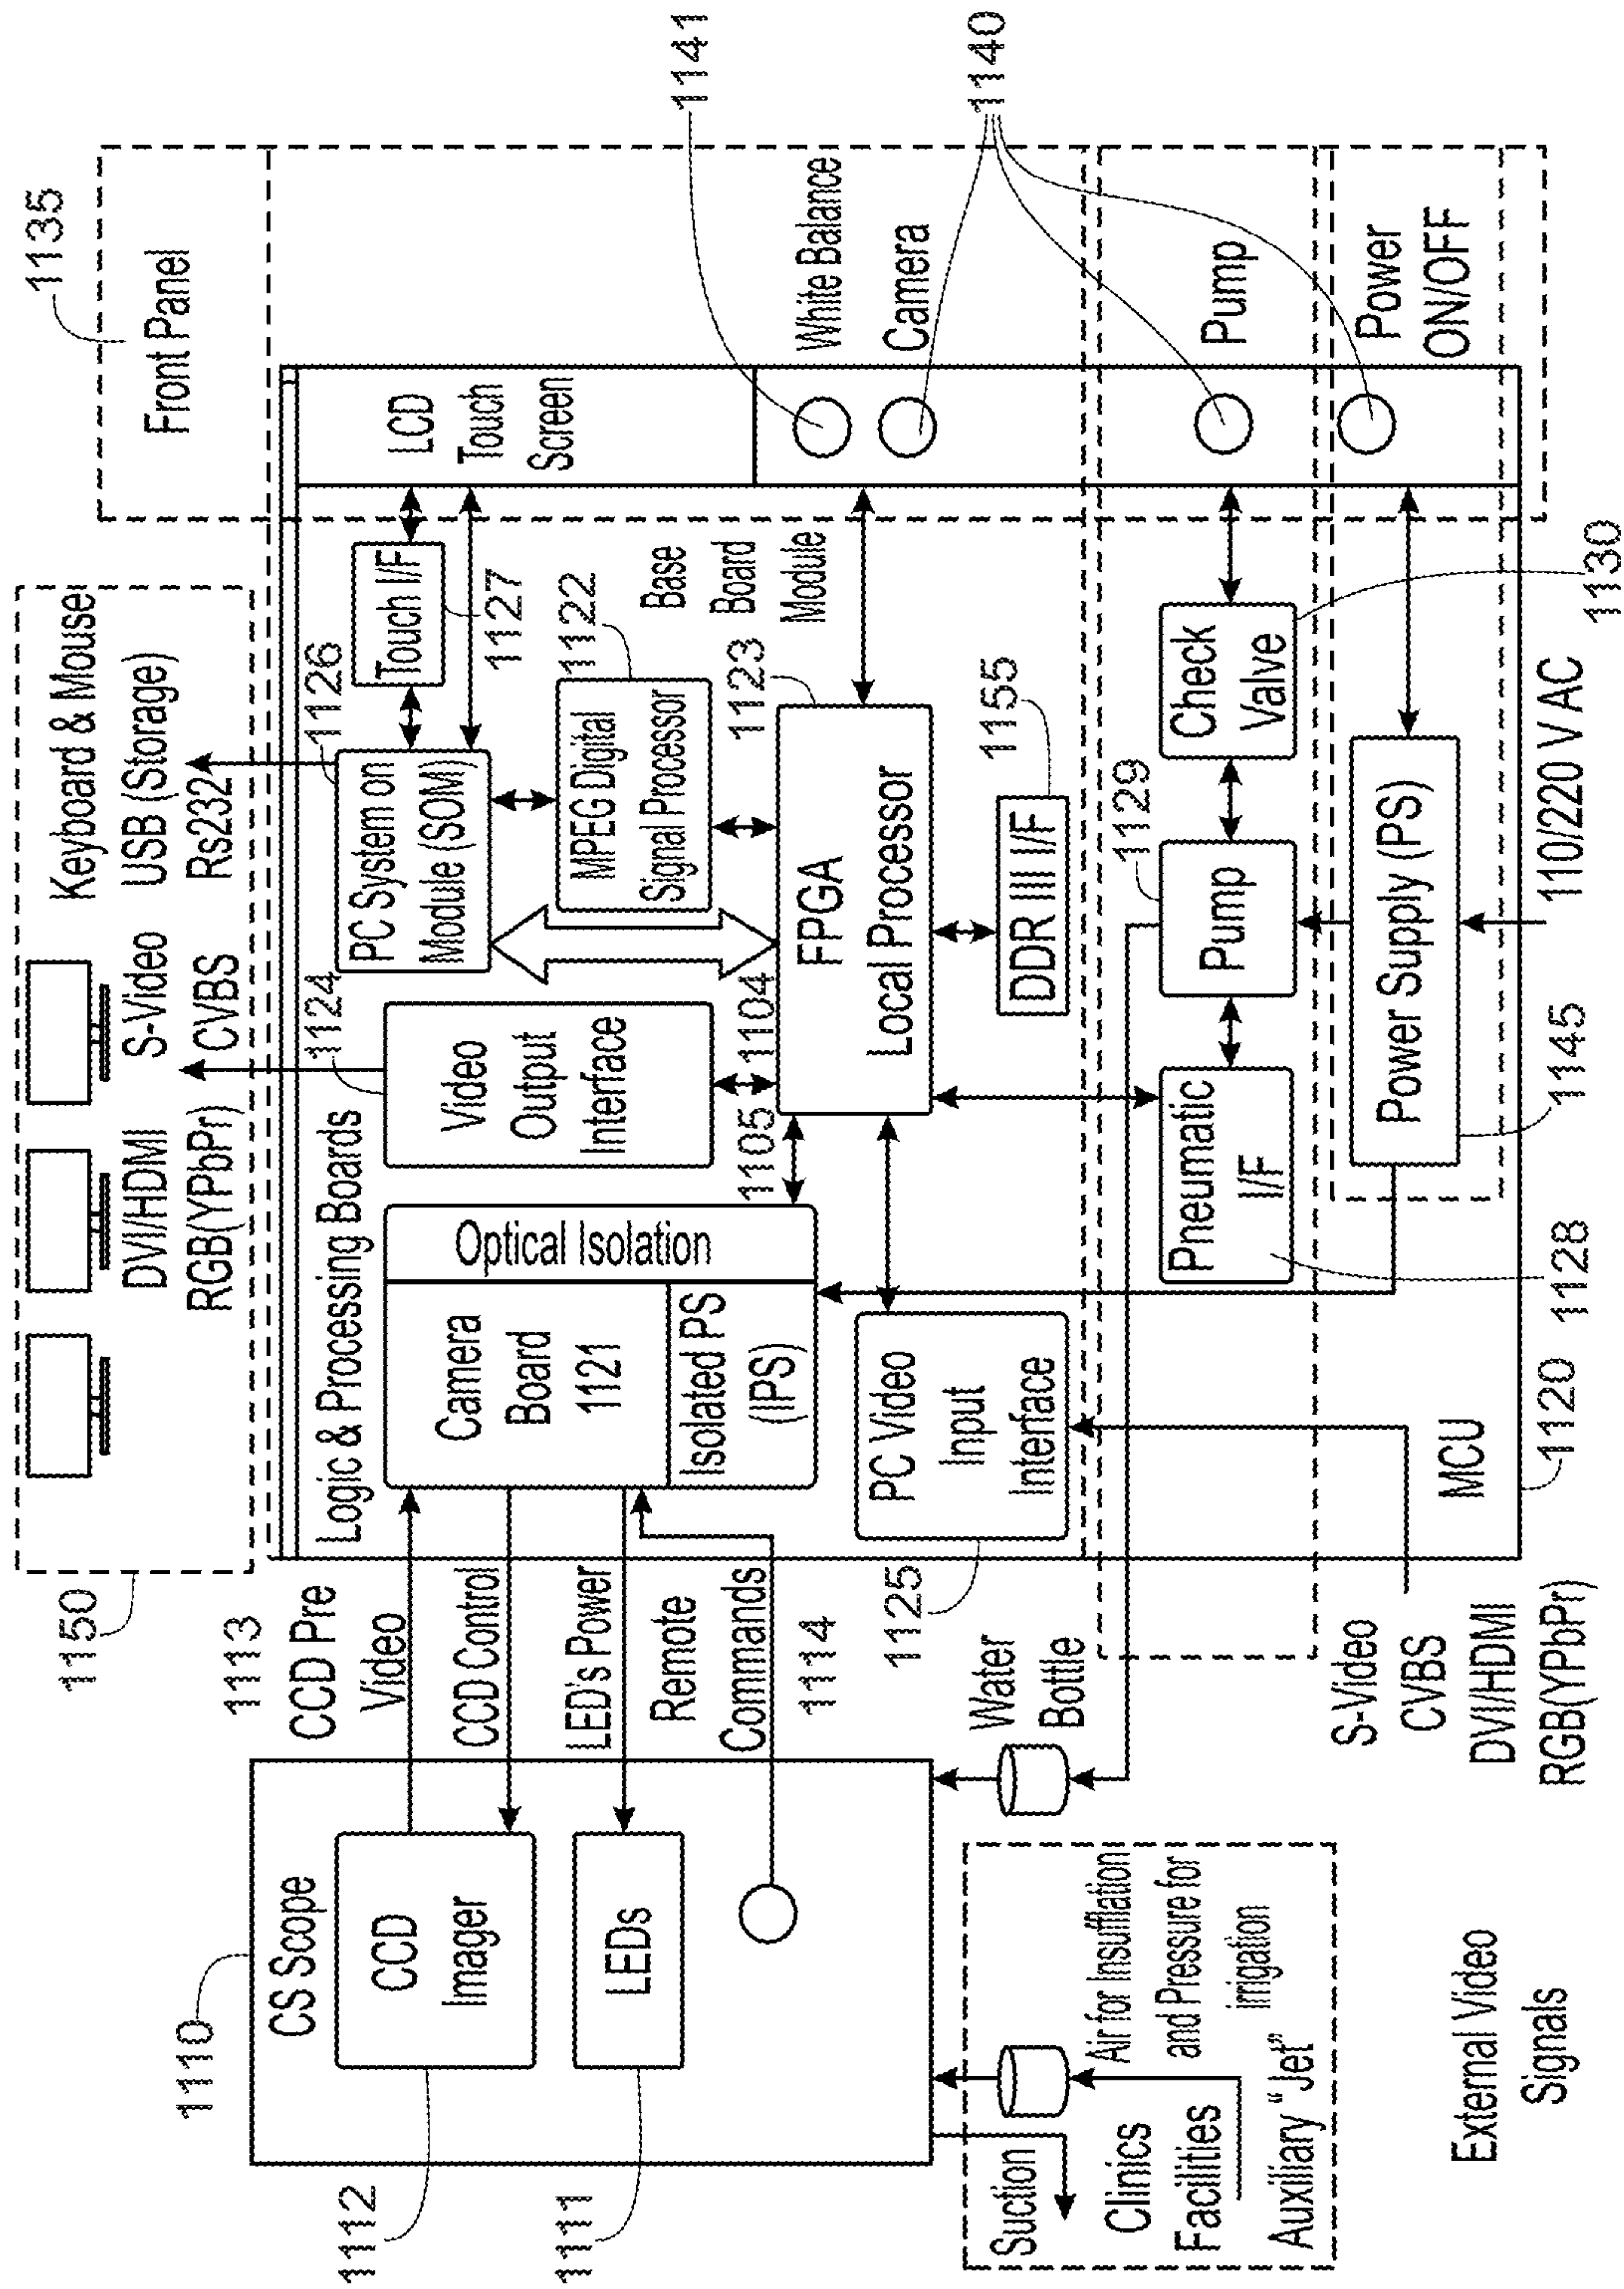 1150
Keyboard & Mouse
S-Video USB (Storage)
DVI/HDMI
CVBS Rs232
RGB(YPbPr)
1135
Front Panel
1110
CS Scope
CCD
Imager
1112
LEDs
1111
1113
CCD Pre
Video
CCD Control
LED's Power
Remote
Commands
1114
Logic & Processing Boards
Camera
Board
1121
Optical Isolation
Isolated PS
(IPS)
1124
Video
Output
Interface
1105
1104
1126
PC System on
Module (SOM)
Touch I/F
1127
MPEG Digital
Signal Processor
1122
Base
Board
Module
1123
FPGA
Local Processor
DDR III I/F
1155
PC Video
Input
Interface
1125
LCD
Touch
Screen
1141
White Balance
Camera
1140
Pump
Power
ON/OFF
Water
Bottle
Pneumatic
I/F
1128
Pump
1129
Check
Valve
1130
Power Supply (PS)
1145
110/220 V AC
MCU
1120
S-Video
CVBS
DVI/HDMI
RGB(YPbPr)
External Video
Signals
Suction
Clinics
Facilities
Auxiliary “Jet”
Air for Insufflation
and Pressure for
irrigation